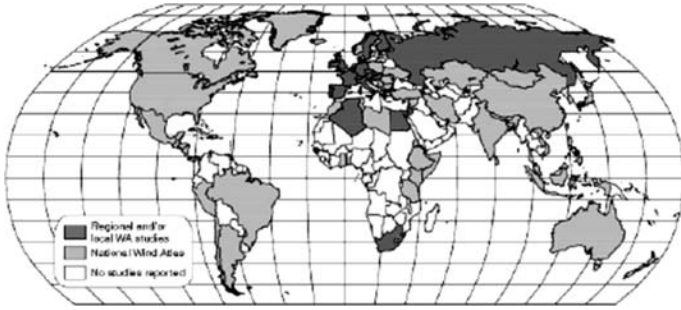 Regional and/or
local WA studies
National Wind Atlas
No studies reported